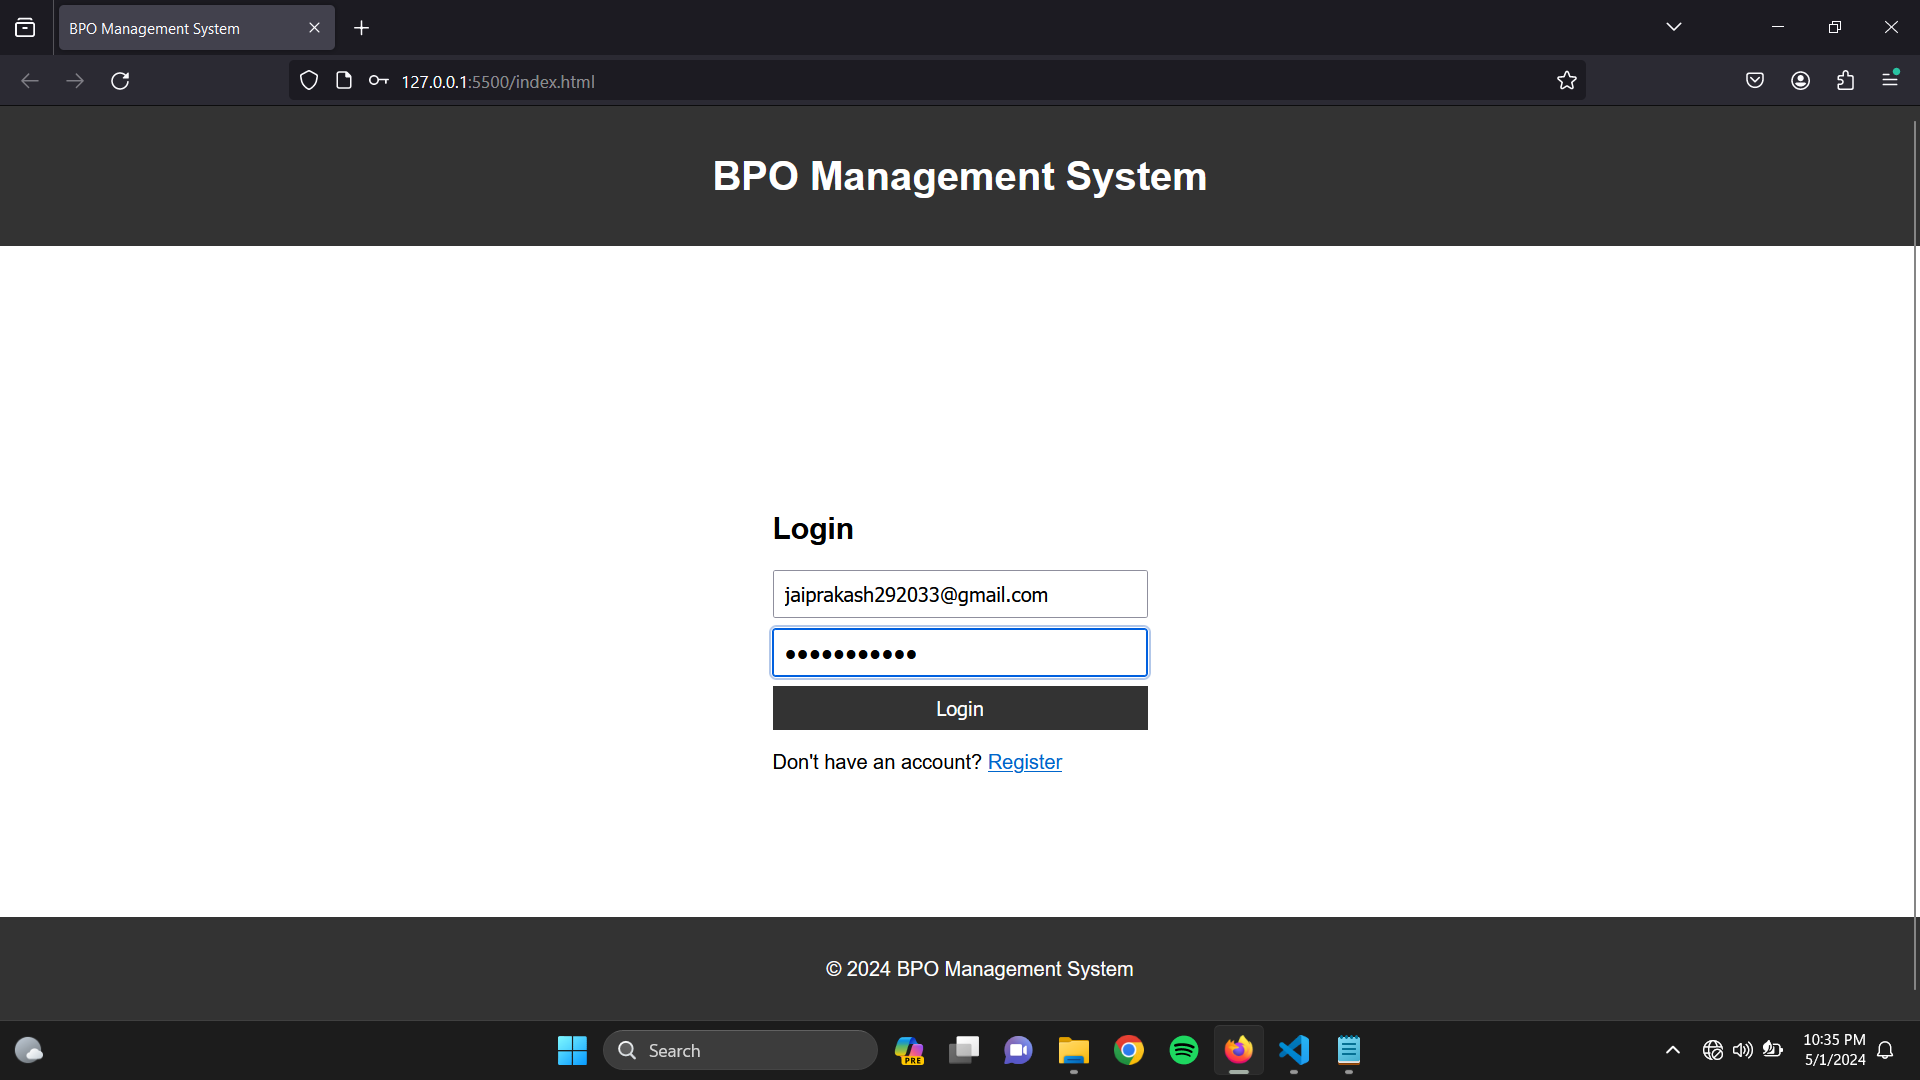 BPO Management System
127.0.0.1:5500/index.html
BPO Management System
Login
jaiprakash292033@gmail.com
•••••••••••
Login
Don't have an account? Register
© 2024 BPO Management System
Search
PRE
10:35 PM
5/1/2024